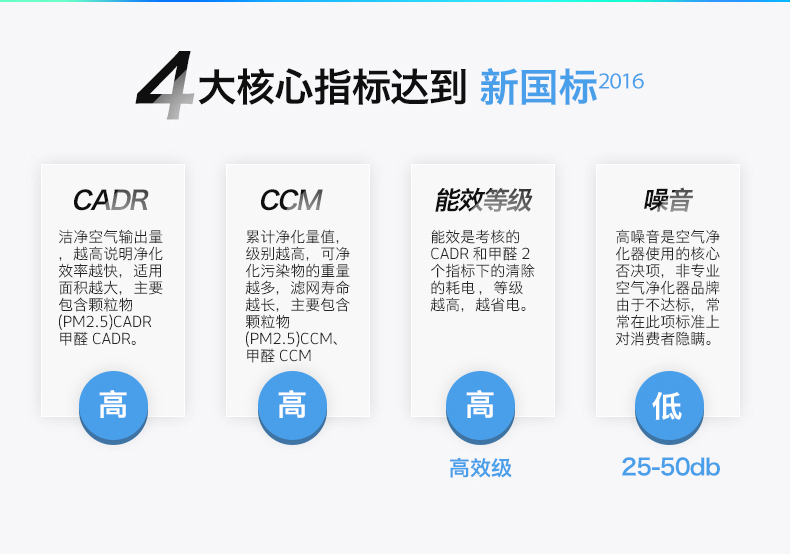 4大核心指标达到 新国标2016
CADR
洁净空气输出量
，越高说明净化
效率越快，适用
面积越大，主要
包含颗粒物
(PM2.5)CADR
甲醛 CADR。
高
CCM
累计净化量值，
级别越高，可净
化污染物的重量
越多，滤网寿命
越长，主要包含
颗粒物
(PM2.5)CCM、
甲醛 CCM
高
能效等级
能效是考核的
CADR 和甲醛 2
个指标下的清除
的耗电，等级
越高，越省电。
高
高效级
噪音
高噪音是空气净
化器使用的核心
否决项，非专业
空气净化器品牌
由于不达标，常
常在此项标准上
对消费者隐瞒。
低
25-50db